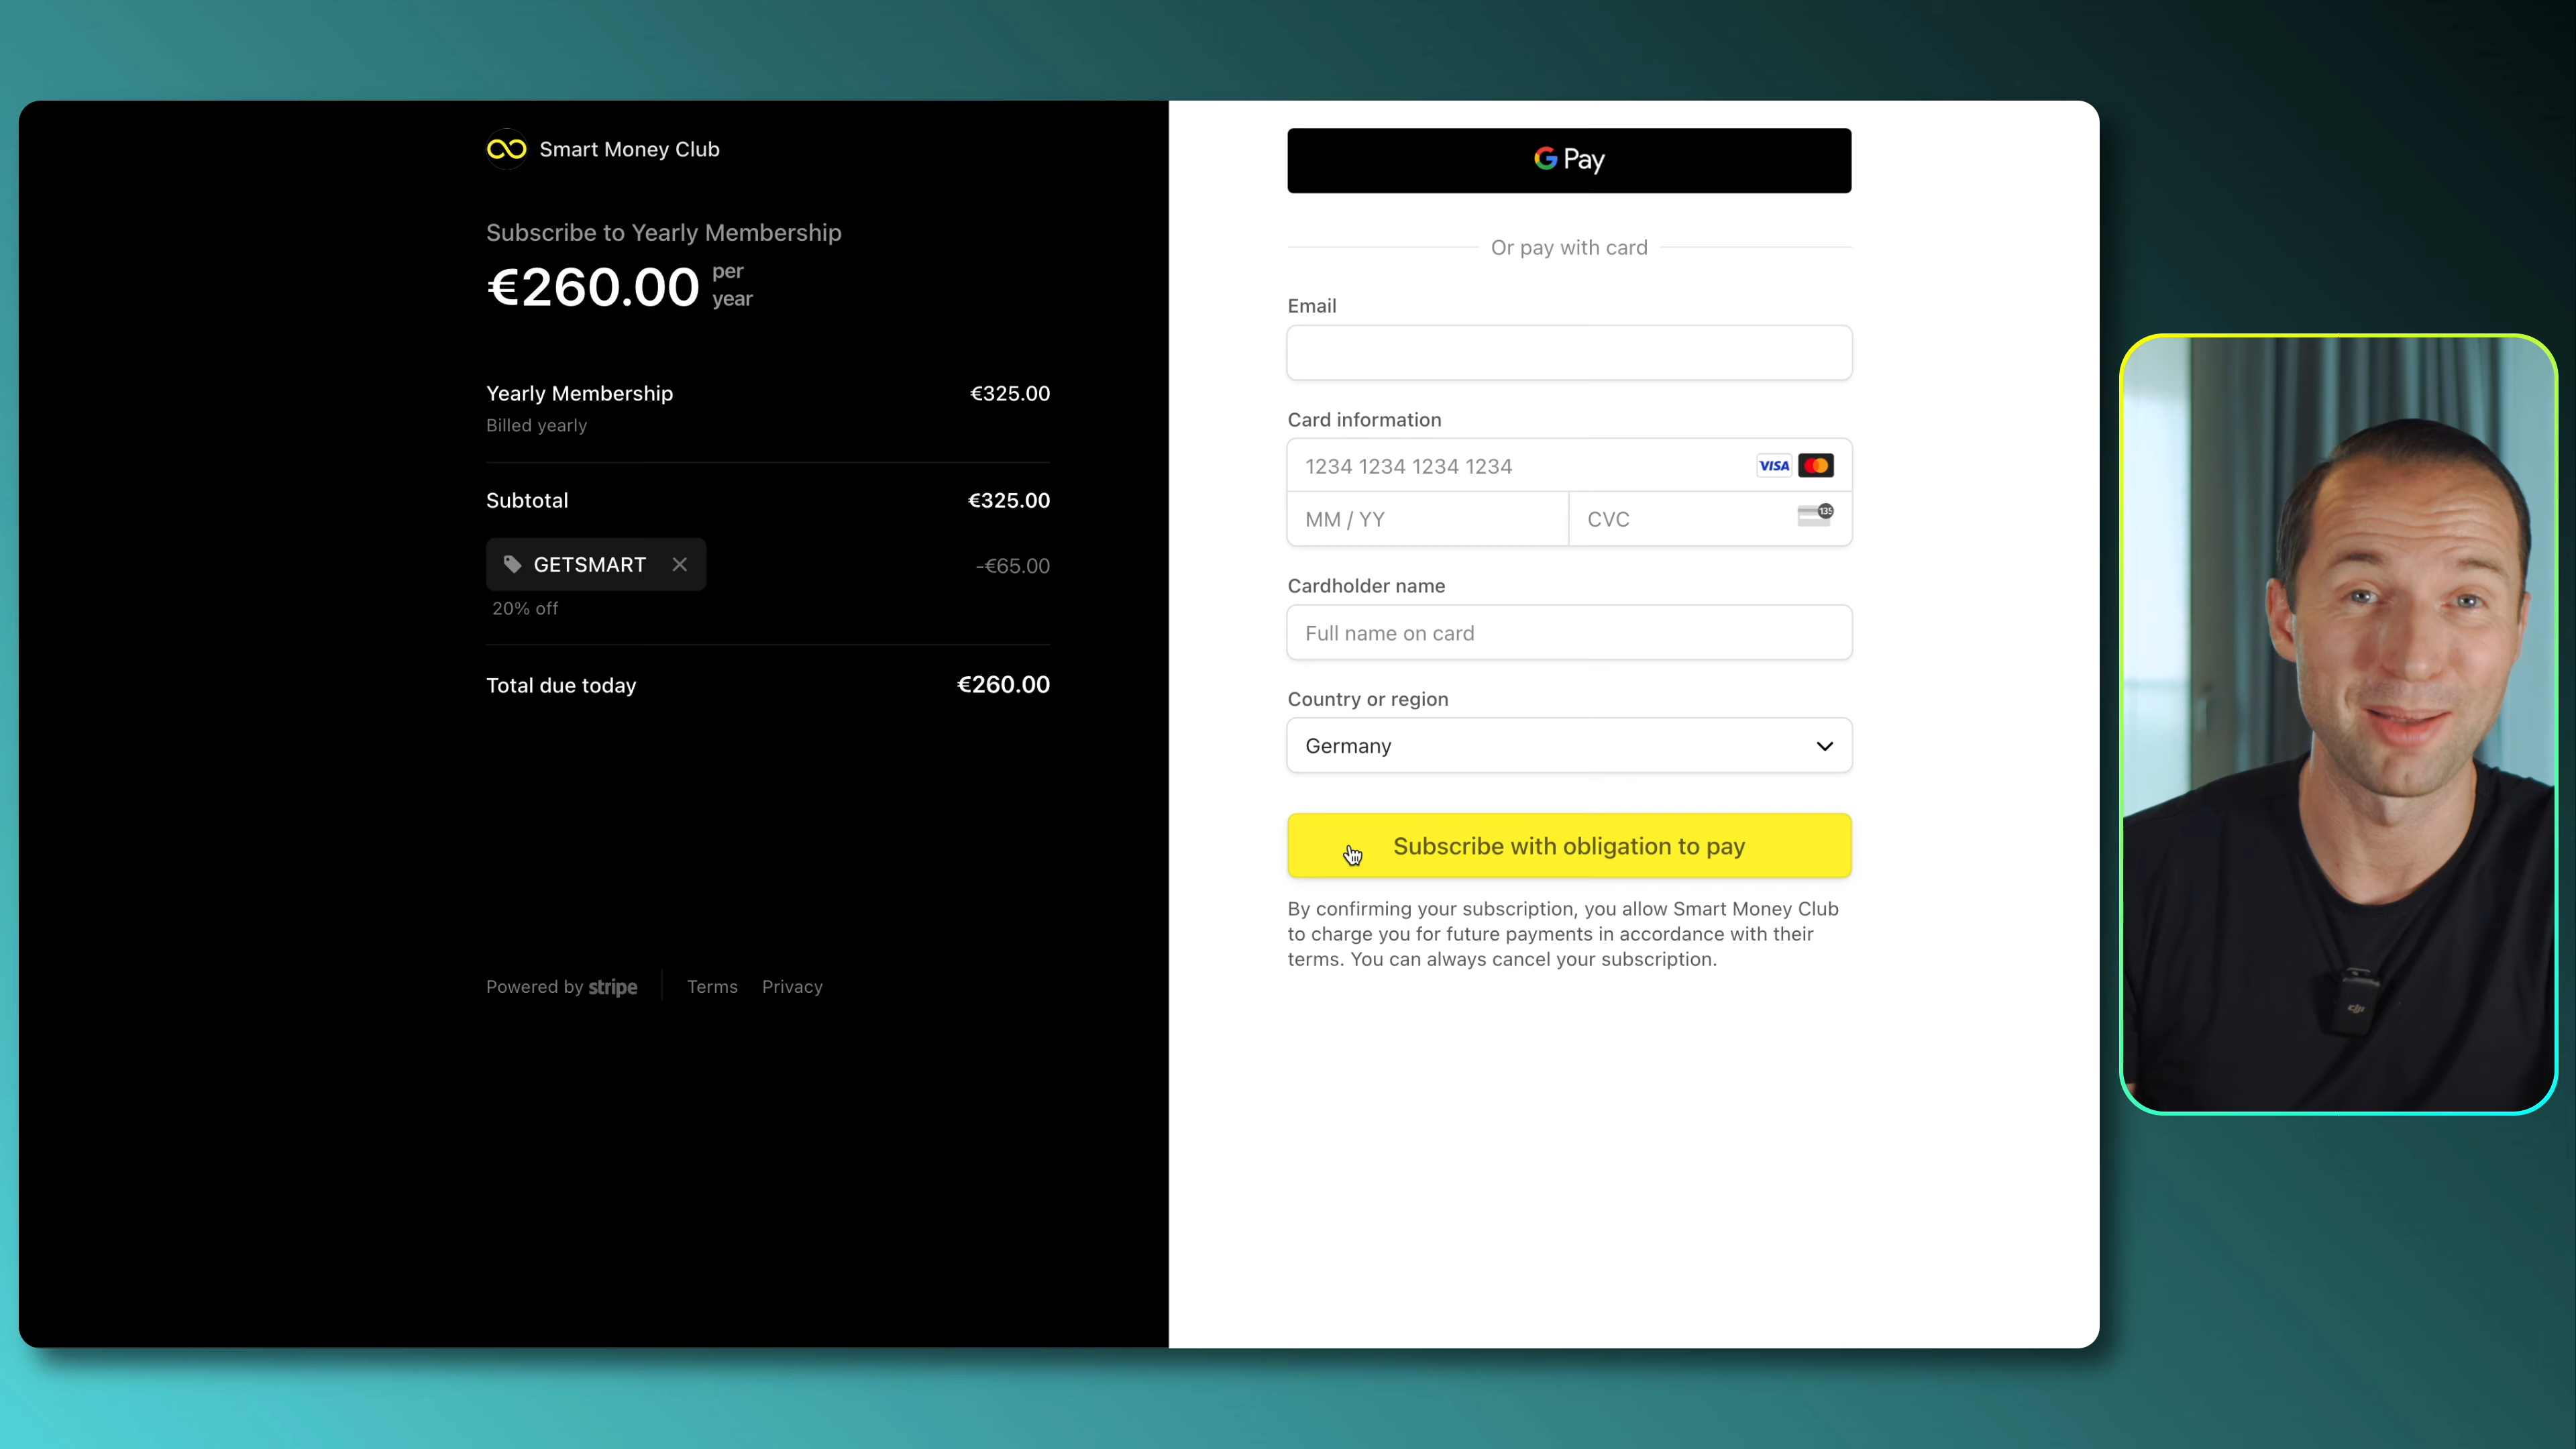 Smart Money Club
Subscribe to Yearly Membership
€260.00 per
year
Yearly Membership €325.00
Billed yearly
Subtotal €325.00
GETSMART -€65.00
20% off
Total due today €260.00
Powered by stripe Terms Privacy
G Pay
Or pay with card
Email
Card information
1234 1234 1234 1234 VISA
MM / YY CVC 135
Cardholder name
Full name on card
Country or region
Germany
Subscribe with obligation to pay
By confirming your subscription, you allow Smart Money Club
to charge you for future payments in accordance with their
terms. You can always cancel your subscription.
dji